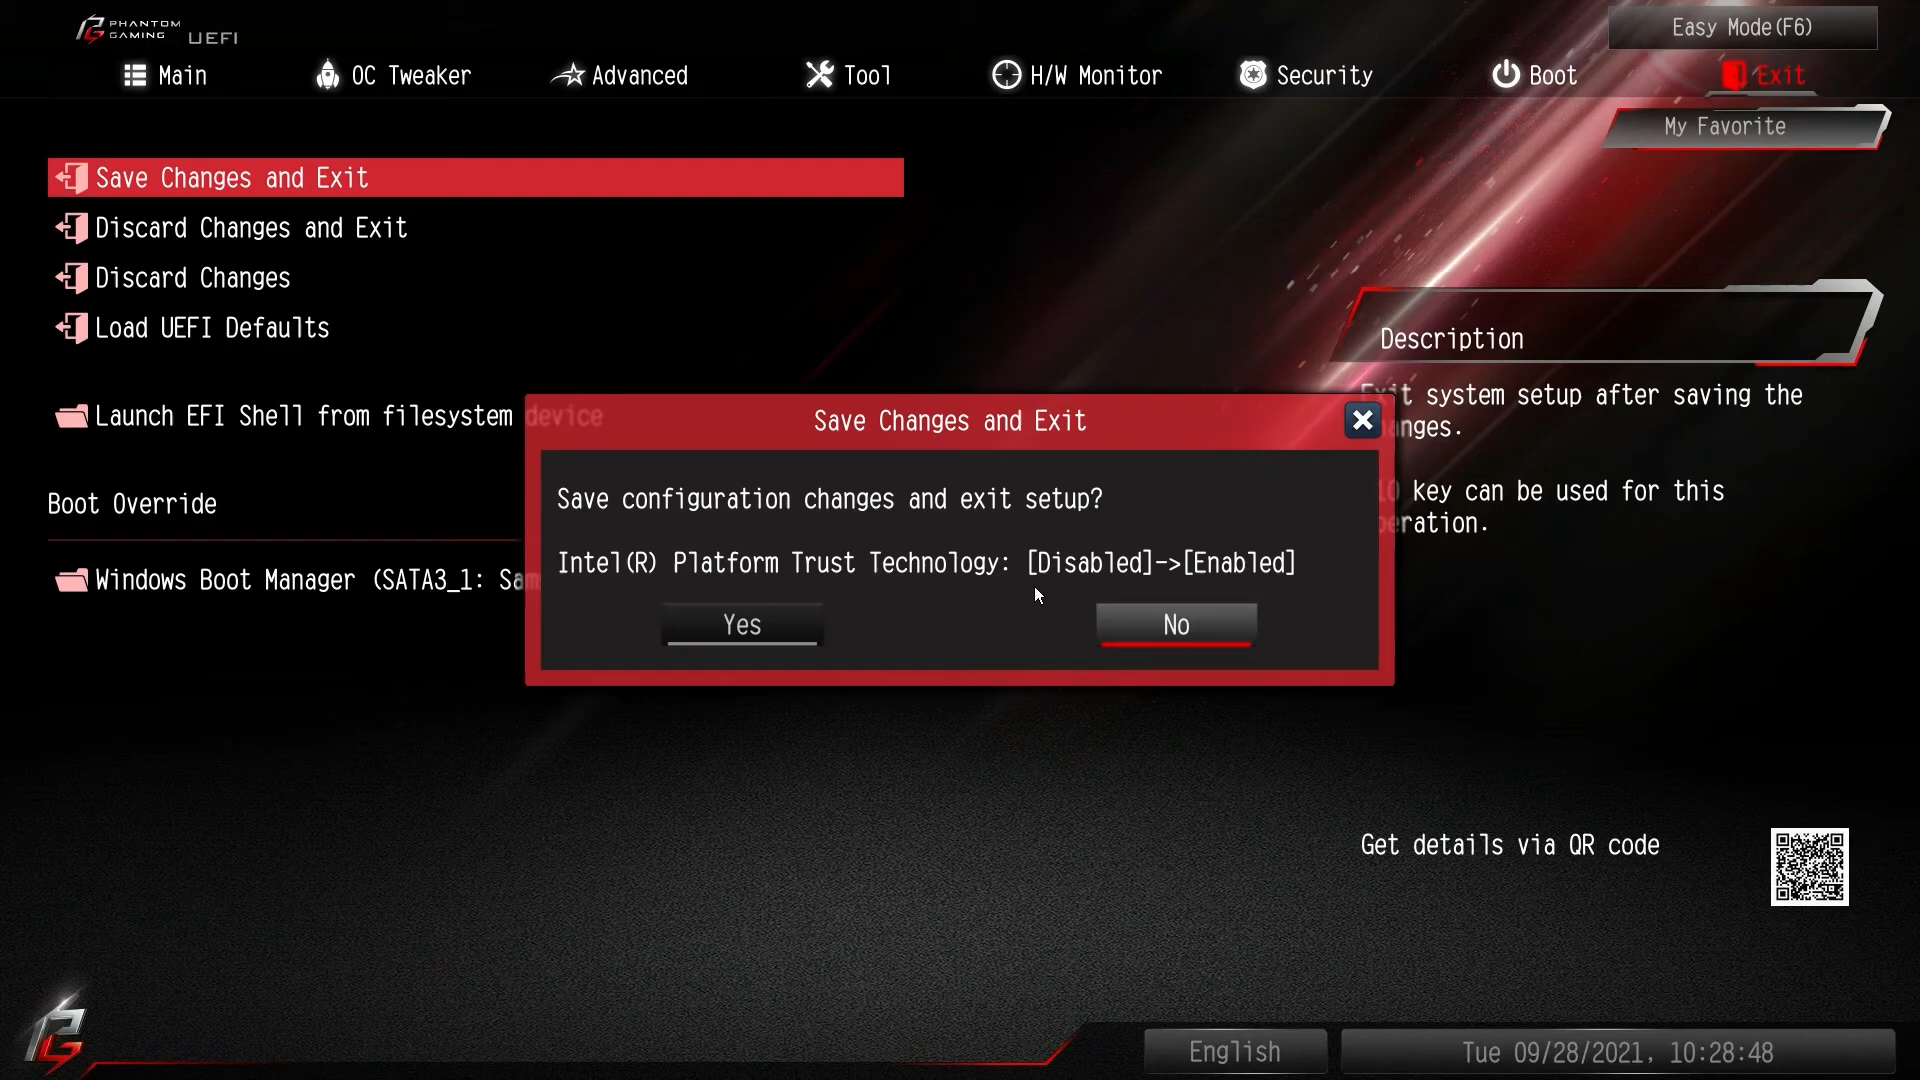 PHANTOM
GAMING UEFI
Easy Mode(F6)
Main OC Tweaker Advanced Tool H/W Monitor Security Boot Exit
My Favorite
Save Changes and Exit
Discard Changes and Exit
Discard Changes
Load UEFI Defaults
Launch EFI Shell from filesystem device
Boot Override
Windows Boot Manager (SATA3_1:
Save Changes and Exit
Save configuration changes and exit setup?
Intel(R) Platform Trust Technology: [Disabled]->[Enabled]
Yes No
Description
Exit system setup after saving the
changes.
key can be used for this
operation.
Get details via QR code
English
Tue 09/28/2021, 10:28:48